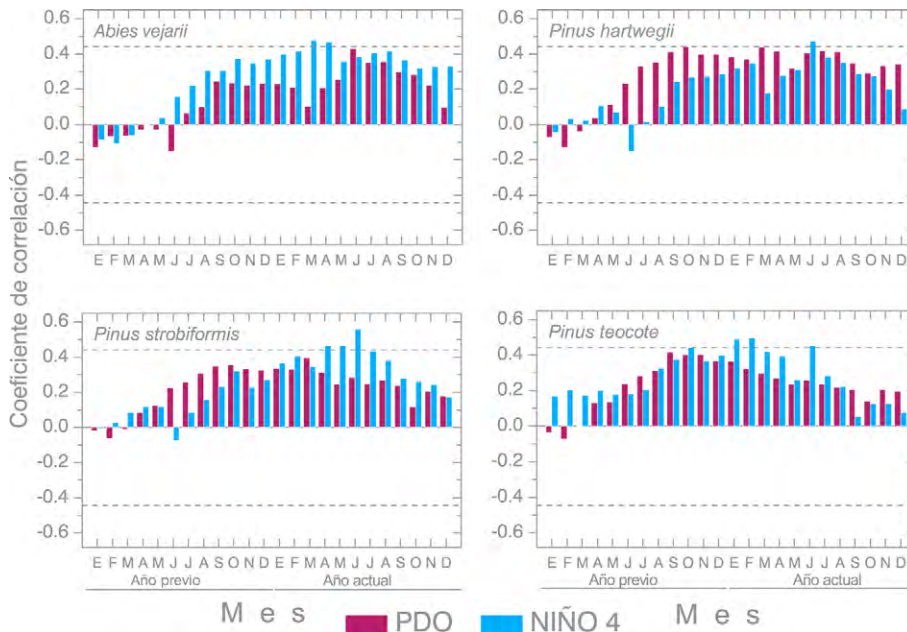 Abies vejarii
Pinus hartwegii
0.6
0.4
0.2
0.0
-0.2
-0.4
-0.6
0.6
0.4
0.2
0.0
-0.2
-0.4
-0.6
E F M A M J J A S O N D E F M A M J J A S O N D
E F M A M J J A S O N D E F M A M J J A S O N D
Coeficiente de correlación
Pinus strobiformis
Pinus teocote
0.6
0.4
0.2
0.0
-0.2
-0.4
-0.6
0.6
0.4
0.2
0.0
-0.2
-0.4
-0.6
E F M A M J J A S O N D E F M A M J J A S O N D
E F M A M J J A S O N D E F M A M J J A S O N D
Año previo Año actual
Año previo Año actual
M e s PDO NIÑO 4 M e s